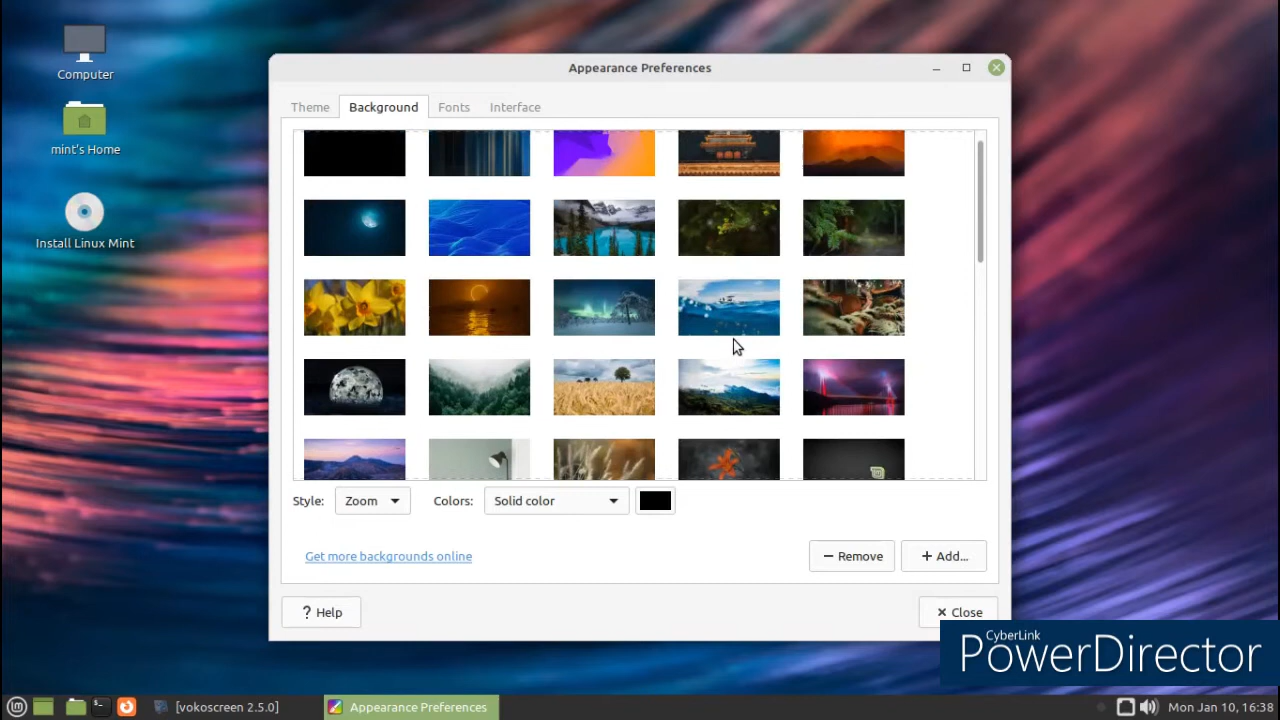 Computer
mint's Home
Install Linux Mint
Appearance Preferences
Theme
Background
Fonts
Interface
Style:
Zoom
Colors:
Solid color
Get more backgrounds online
Remove
Add...
? Help
Close
CyberLink
PowerDirector
[vokoscreen 2.5.0]
Appearance Preferences
Mon Jan 10, 16:38